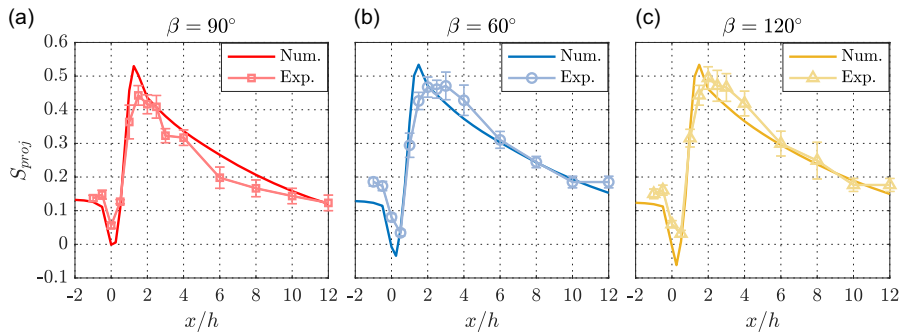 (a) β = 90° (b) β = 60° (c) β = 120°
0.6 Num. Num. Num.
0.5 Exp. Exp. Exp.
0.4
0.3
S_proj
0.2
0.1
0
-0.1
-2 0 2 4 6 8 10 12 -2 0 2 4 6 8 10 12 -2 0 2 4 6 8 10 12
x/h x/h x/h